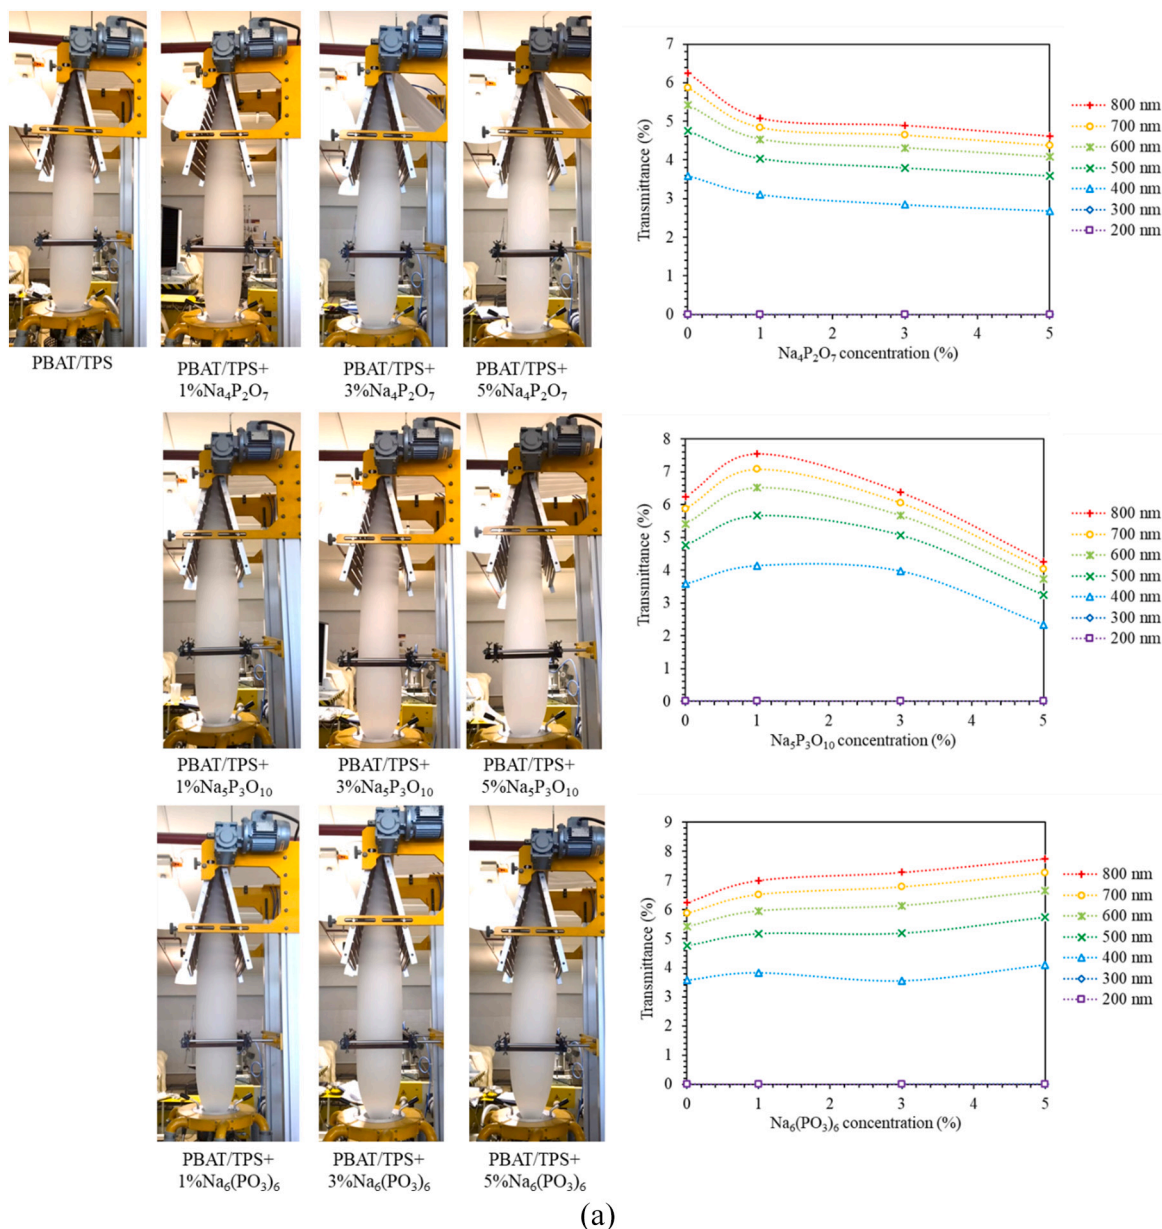 PBAT/TPS
PBAT/TPS+
1%Na₄P₂O₇
PBAT/TPS+
3%Na₄P₂O₇
PBAT/TPS+
5%Na₄P₂O₇
Transmittance (%)
7
6
5
4
3
2
1
0
0 1 2 3 4 5
Na₄P₂O₇ concentration (%)
800 nm
700 nm
600 nm
500 nm
400 nm
300 nm
200 nm
PBAT/TPS+
1%Na₅P₃O₁₀
PBAT/TPS+
3%Na₅P₃O₁₀
PBAT/TPS+
5%Na₅P₃O₁₀
Transmittance (%)
8
7
6
5
4
3
2
1
0
0 1 2 3 4 5
Na₅P₃O₁₀ concentration (%)
800 nm
700 nm
600 nm
500 nm
400 nm
300 nm
200 nm
PBAT/TPS+
1%Na₆(PO₃)₆
PBAT/TPS+
3%Na₆(PO₃)₆
PBAT/TPS+
5%Na₆(PO₃)₆
Transmittance (%)
9
8
7
6
5
4
3
2
1
0
0 1 2 3 4 5
Na₆(PO₃)₆ concentration (%)
800 nm
700 nm
600 nm
500 nm
400 nm
300 nm
200 nm
(a)